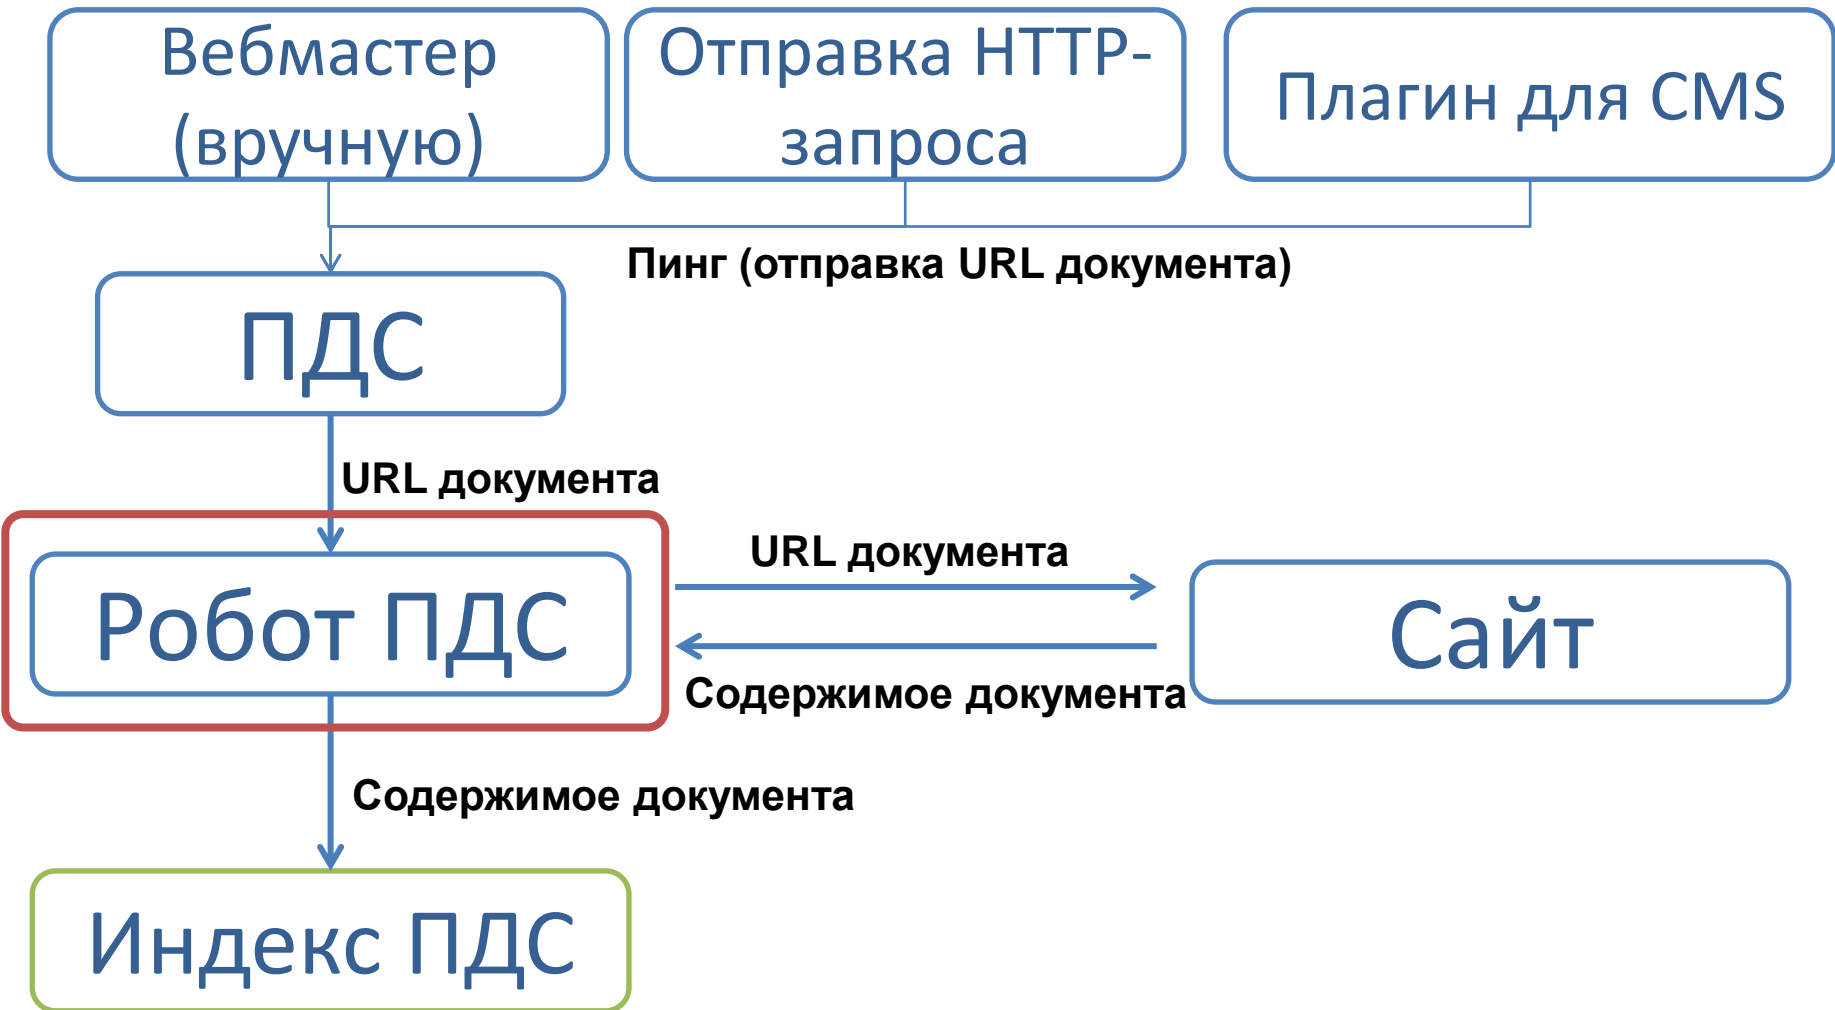 Вебмастер
(вручную)
Отправка HTTP-
запроса
Плагин для CMS
Пинг (отправка URL документа)
ПДС
URL документа
Робот ПДС
URL документа
Сайт
Содержимое документа
Содержимое документа
Индекс ПДС